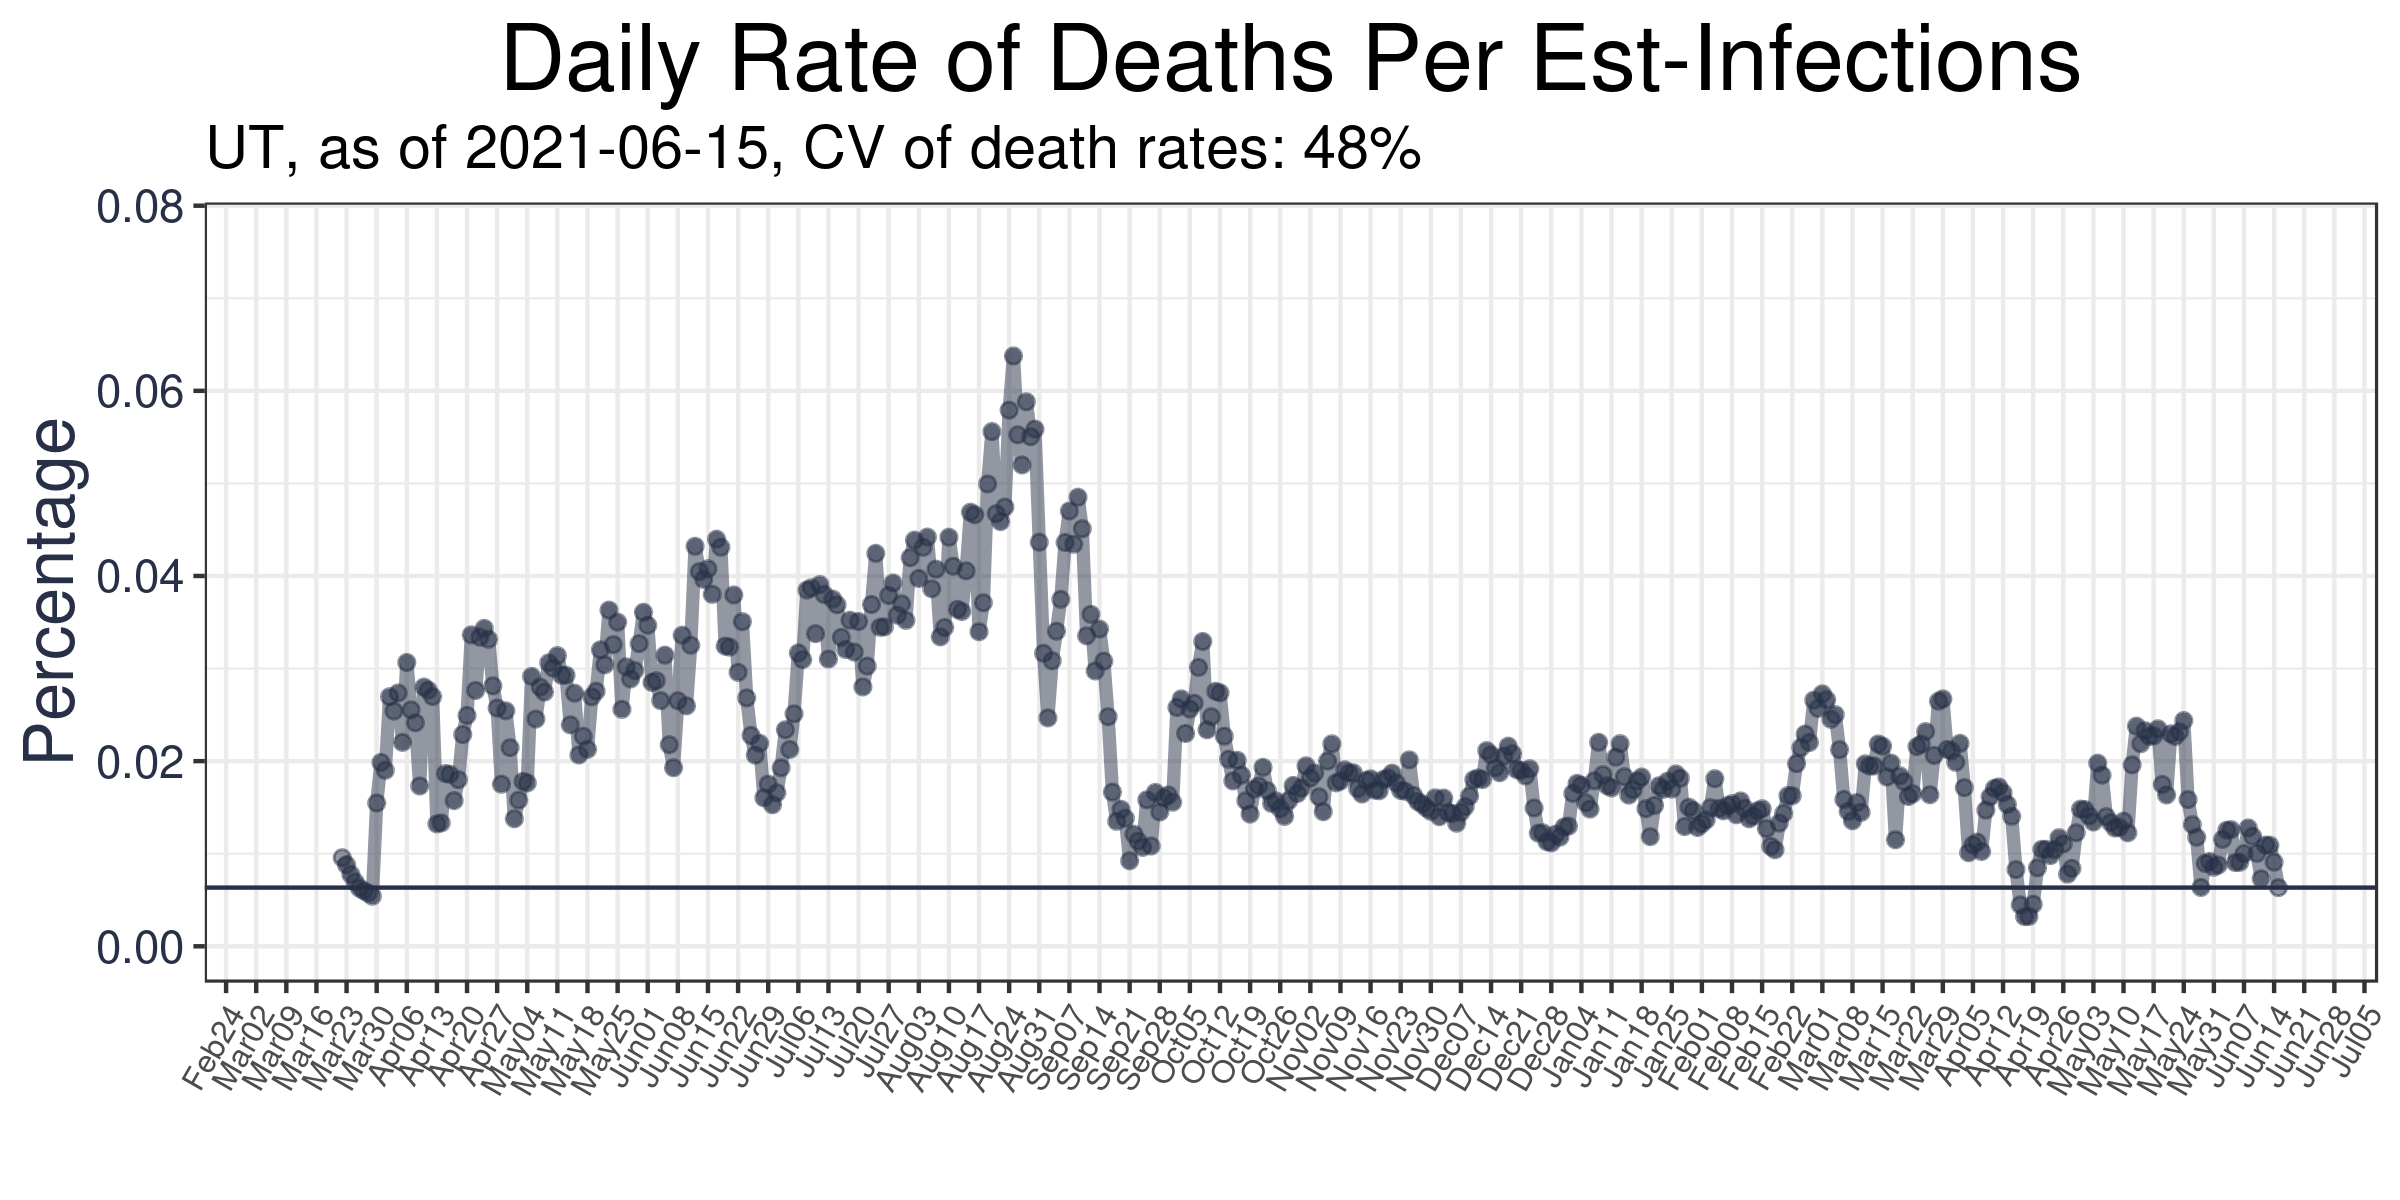 Daily Rate of Deaths Per Est-Infections
UT, as of 2021-06-15, CV of death rates: 48%
Percentage
0.08
0.06
0.04
0.02
0.00
Feb24
Mar02
Mar09
Mar16
Mar23
Mar30
Apr06
Apr13
Apr20
Apr27
May04
May11
May18
May25
Jun01
Jun08
Jun15
Jun22
Jun29
Jul06
Jul13
Jul20
Jul27
Aug03
Aug10
Aug17
Aug24
Aug31
Sep07
Sep14
Sep21
Sep28
Oct05
Oct12
Oct19
Oct26
Nov02
Nov09
Nov16
Nov23
Nov30
Dec07
Dec14
Dec21
Dec28
Jan04
Jan11
Jan18
Jan25
Feb01
Feb08
Feb15
Feb22
Mar01
Mar08
Mar15
Mar22
Mar29
Apr05
Apr12
Apr19
Apr26
May03
May10
May17
May24
May31
Jun07
Jun14
Jun21
Jun28
Jul05